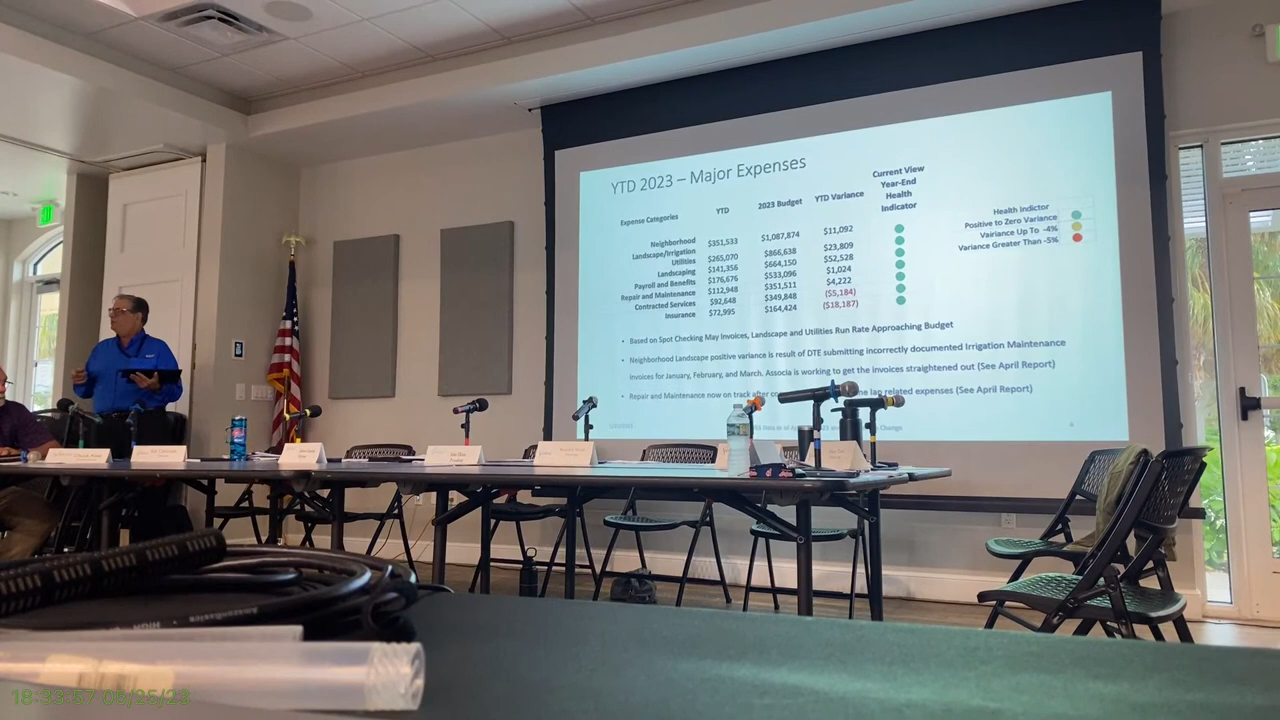 YTD 2023 – Major Expenses
Expense Categories YTD 2023 Budget YTD Variance Current View Year-End Health Indicator
Neighborhood Landscape/Irrigation $351,533 $1,087,874 $11,092
Utilities $265,070 $866,638 $23,809
Landscaping $141,356 $664,150 $52,528
Payroll and Benefits $176,676 $533,096 $1,024
Repair and Maintenance $112,948 $351,511 $4,222
Contracted Services $92,648 $349,848 ($5,184)
Insurance $72,995 $164,424 ($18,187)
Health Indictor
Positive to Zero Variance
Vairiance Up To -4%
Variance Greater Than -5%
• Based on Spot Checking May Invoices, Landscape and Utilities Run Rate Approaching Budget
• Neighborhood Landscape positive variance is result of DTE submitting incorrectly documented Irrigation Maintenance
Invoices for January, February, and March. Associa is working to get the invoices straightened out (See April Report)
• Repair and Maintenance now on track after lap related expenses (See April Report)
Data as of Change
18:33:57 05/25/23